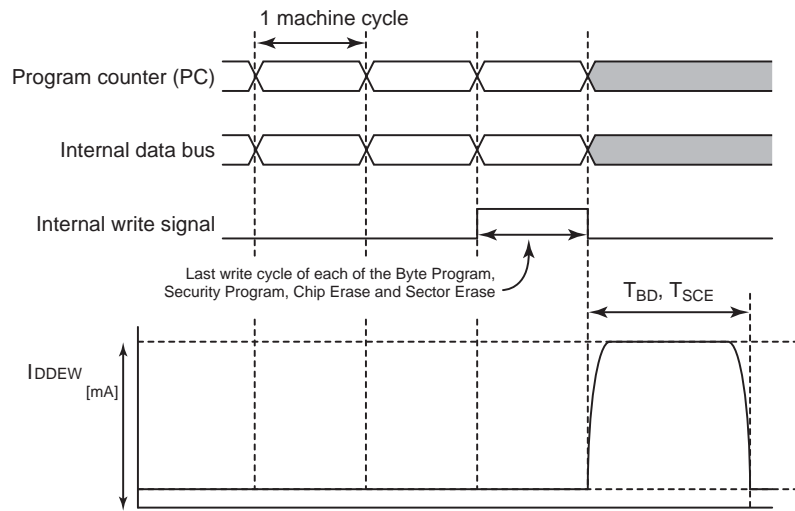 1 machine cycle
Program counter (PC)
Internal data bus
Internal write signal
Last write cycle of each of the Byte Program,
Security Program, Chip Erase and Sector Erase
TBD, TSCE
IDDEW
[mA]